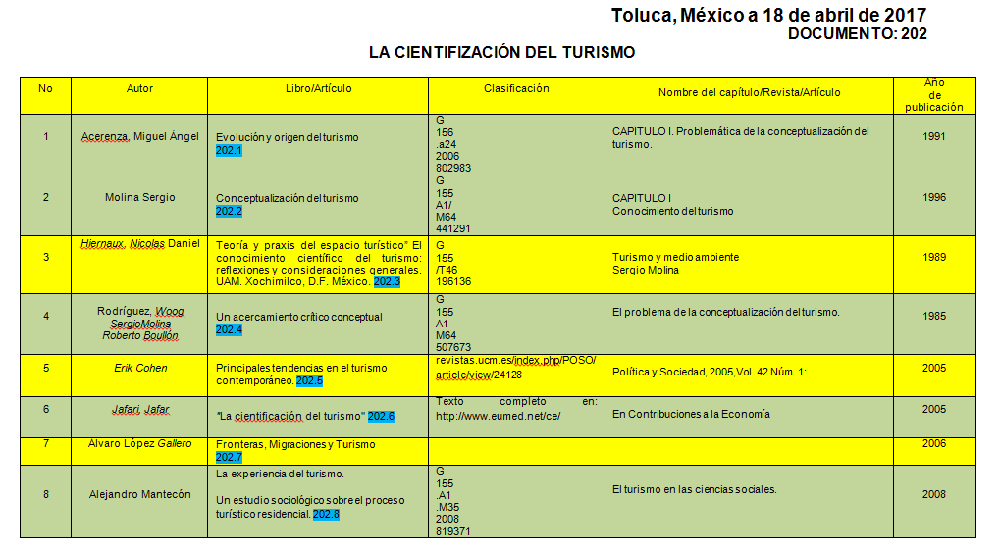 Toluca, México a 18 de abril de 2017
DOCUMENTO: 202
LA CIENTIFIZACIÓN DEL TURISMO
No
Autor
Libro/Artículo
Clasificación
Nombre del capítulo/Revista/Artículo
Año
de
publicación
1
Acerenza, Miguel Ángel
Evolución y origen del turismo
202.1
G
156
.a24
2006
802983
CAPITULO I. Problemática de la conceptualización del
turismo.
1991
2
Molina Sergio
Conceptualización del turismo
202.2
G
155
A1/
M64
441291
CAPITULO I
Conocimiento del turismo
1996
3
Hiernaux, Nicolas Daniel
Teoría y praxis del espacio turístico" El
conocimiento científico del turismo:
reflexiones y consideraciones generales.
UAM. Xochimilco, D.F. México. 202.3
G
155
/T46
196136
Turismo y medio ambiente
Sergio Molina
1989
4
Rodríguez, Woog
SergioMolina
Roberto Boullón
Un acercamiento crítico conceptual
202.4
G
155
A1
M64
507673
El problema de la conceptualización del turismo.
1985
5
Erik Cohen
Principales tendencias en el turismo
contemporáneo. 202.5
revistas.ucm.es/index.php/POSO/
article/view/24128
Política y Sociedad, 2005,Vol. 42 Núm. 1:
2005
6
Jafari, Jafar
"La cientificación del turismo" 202.6
Texto completo en:
http://www.eumed.net/ce/
En Contribuciones a la Economía
2005
7
Alvaro López Gallero
Fronteras, Migraciones y Turismo
202.7
2006
8
Alejandro Mantecón
La experiencia del turismo.
Un estudio sociológico sobre el proceso
turístico residencial. 202.8
G
155
.A1
.M35
2008
819371
El turismo en las ciencias sociales.
2008